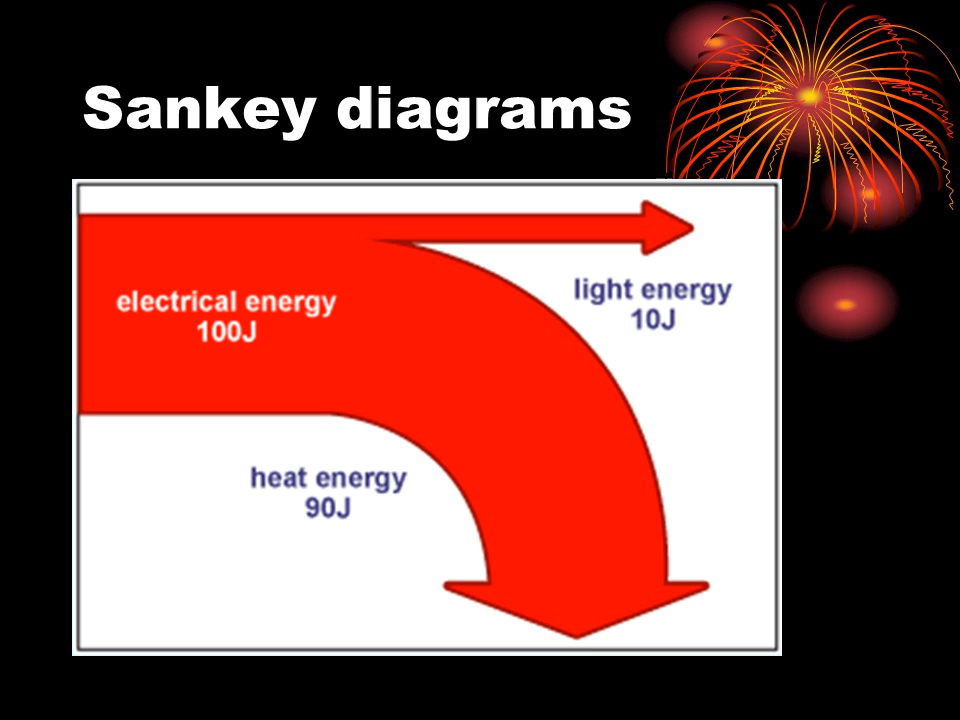 Sankey diagrams
electrical energy
100J
light energy
10J
heat energy
90J